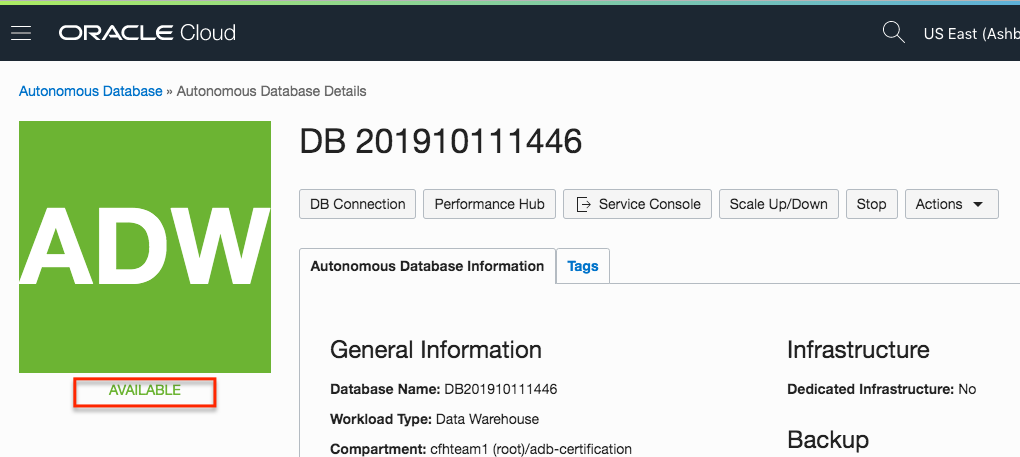 ORACLE Cloud
US East (Ashb
Autonomous Database » Autonomous Database Details
ADW
AVAILABLE
DB 201910111446
DB Connection
Performance Hub
Service Console
Scale Up/Down
Stop
Actions
Autonomous Database Information
Tags
General Information
Database Name: DB201910111446
Workload Type: Data Warehouse
Compartment: cfhteam1 (root)/adb-certification
Infrastructure
Dedicated Infrastructure: No
Backup